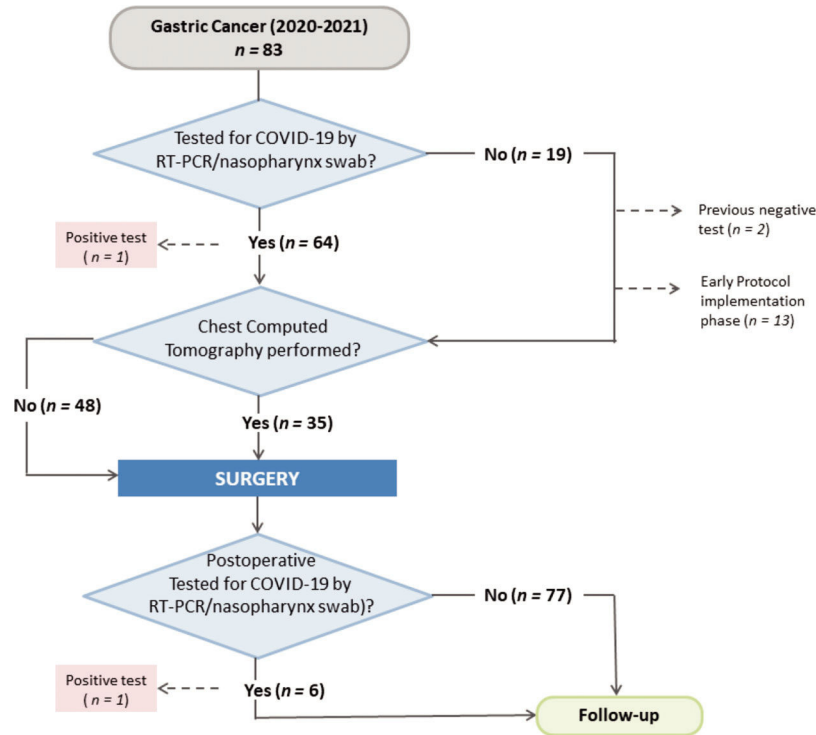 Gastric Cancer (2020-2021)
n = 83
Tested for COVID-19 by
RT-PCR/nasopharynx swab?
No (n = 19)
Previous negative
test (n = 2)
Positive test
( n = 1)
Yes (n = 64)
Early Protocol
implementation
phase (n = 13)
Chest Computed
Tomography performed?
No (n = 48)
Yes (n = 35)
SURGERY
Postoperative
Tested for COVID-19 by
RT-PCR/nasopharynx swab)?
No (n = 77)
Positive test
( n = 1)
Yes (n = 6)
Follow-up